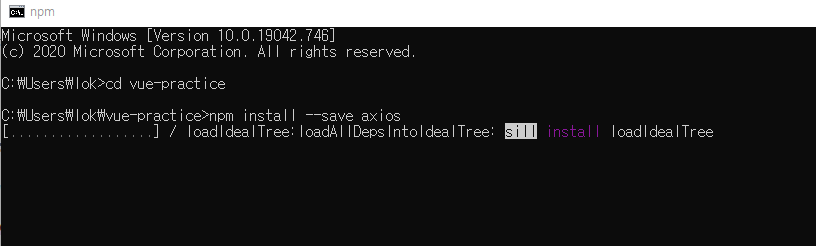 npm
Microsoft Windows [Version 10.0.19042.746]
(c) 2020 Microsoft Corporation. All rights reserved.
C:₩Users₩lok>cd vue-practice
C:₩Users₩lok₩vue-practice>npm install --save axios
[..................] / loadIdealTree:loadAllDepsIntoIdealTree: sill install loadIdealTree